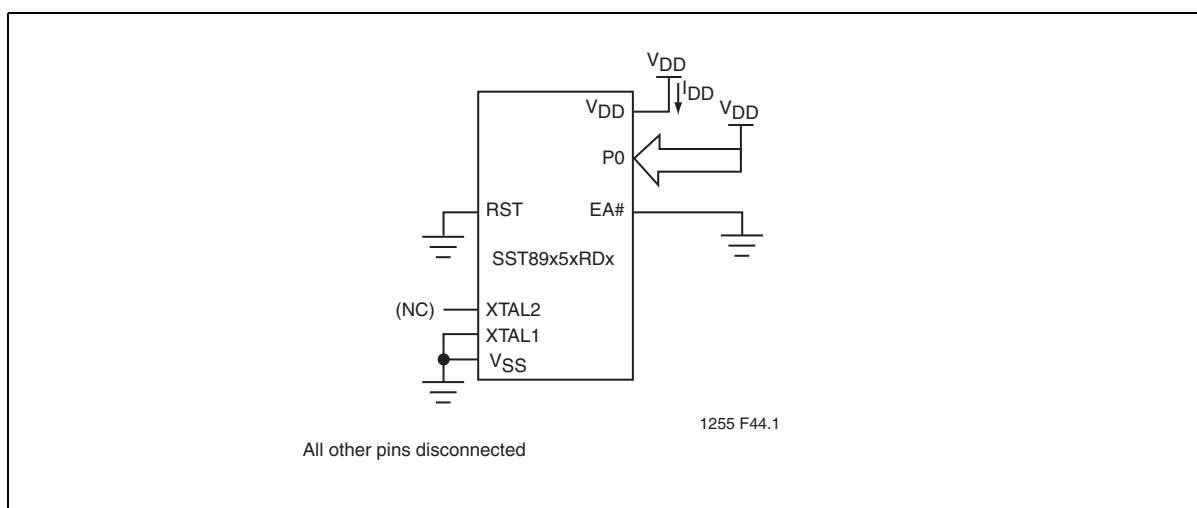 VDD
IDD
VDD
VDD
P0
RST
EA#
SST89x5xRDx
(NC)
XTAL2
XTAL1
VSS
1255 F44.1
All other pins disconnected